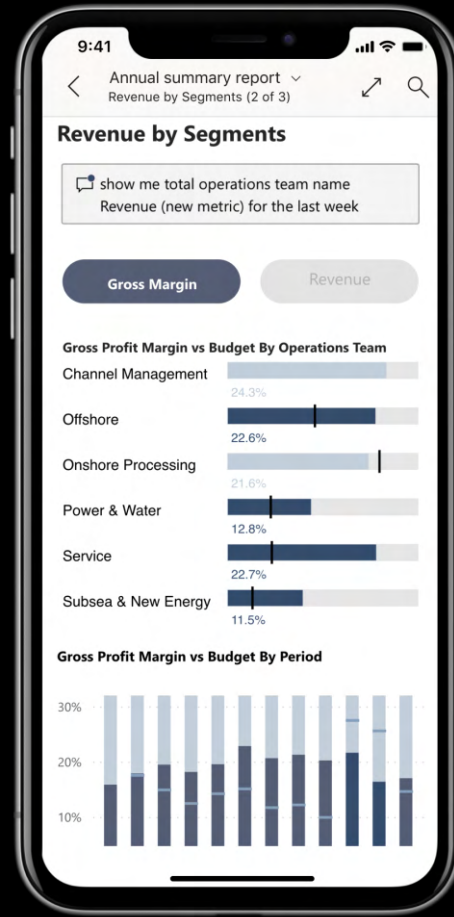 9:41
Annual summary report
Revenue by Segments (2 of 3)
Revenue by Segments
show me total operations team name
Revenue (new metric) for the last week
Gross Margin
Revenue
Gross Profit Margin vs Budget By Operations Team
Channel Management
24.3%
Offshore
22.6%
Onshore Processing
21.6%
Power & Water
12.8%
Service
22.7%
Subsea & New Energy
11.5%
Gross Profit Margin vs Budget By Period
30%
20%
10%